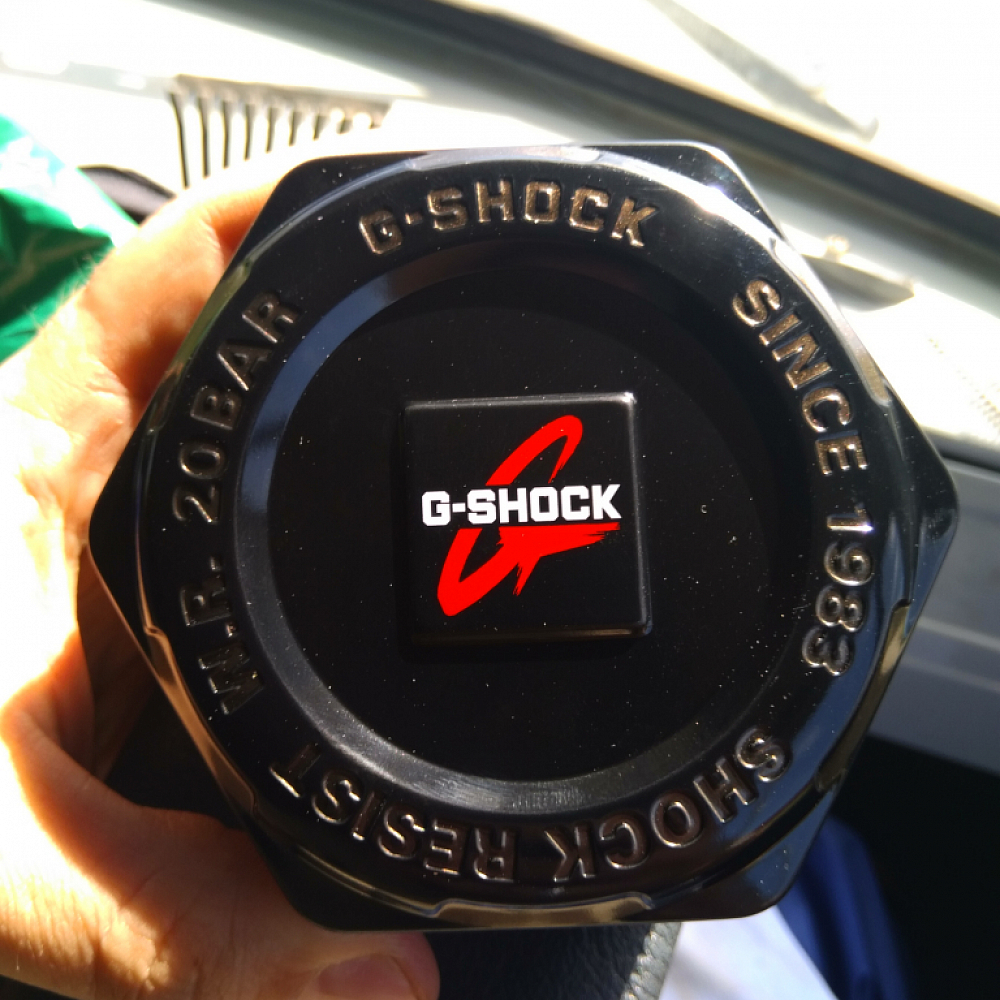 G-SHOCK
SINCE 1983
SHOCK RESIST
W.R. 20BAR
G-SHOCK